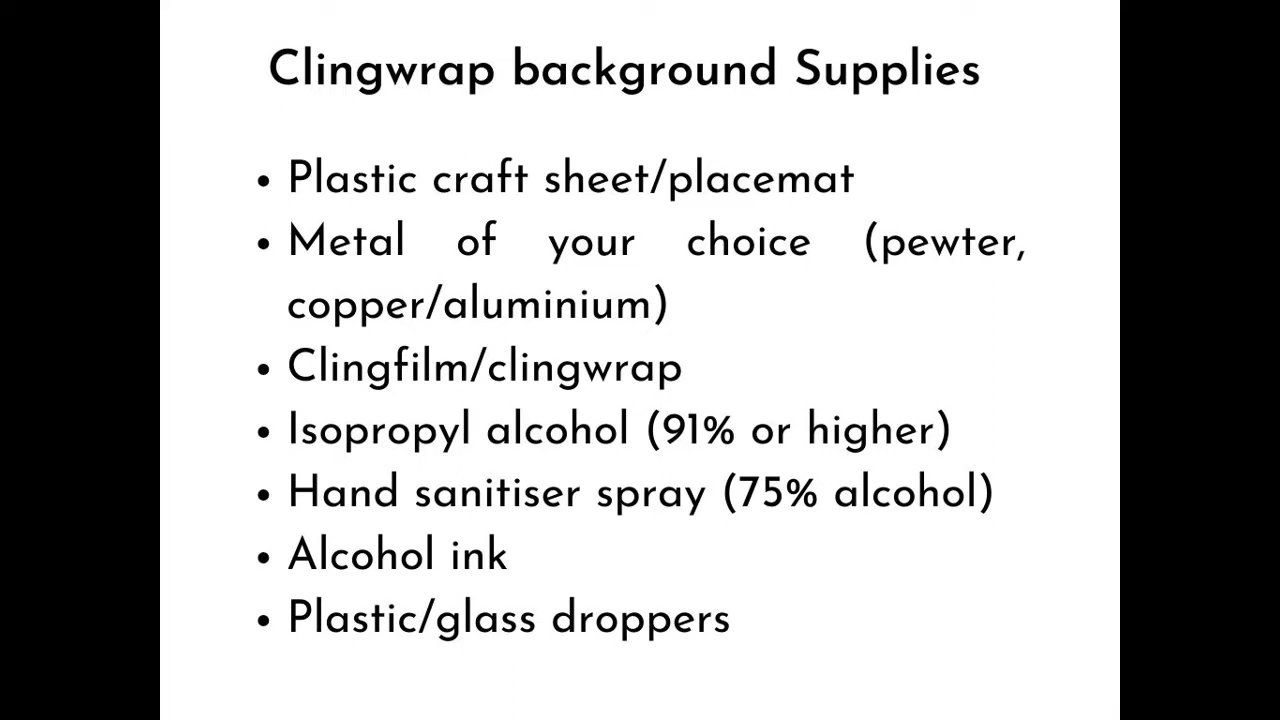 Clingwrap background Supplies
• Plastic craft sheet/placemat
• Metal of your choice (pewter,
copper/aluminium)
• Clingfilm/clingwrap
• Isopropyl alcohol (91% or higher)
• Hand sanitiser spray (75% alcohol)
• Alcohol ink
• Plastic/glass droppers